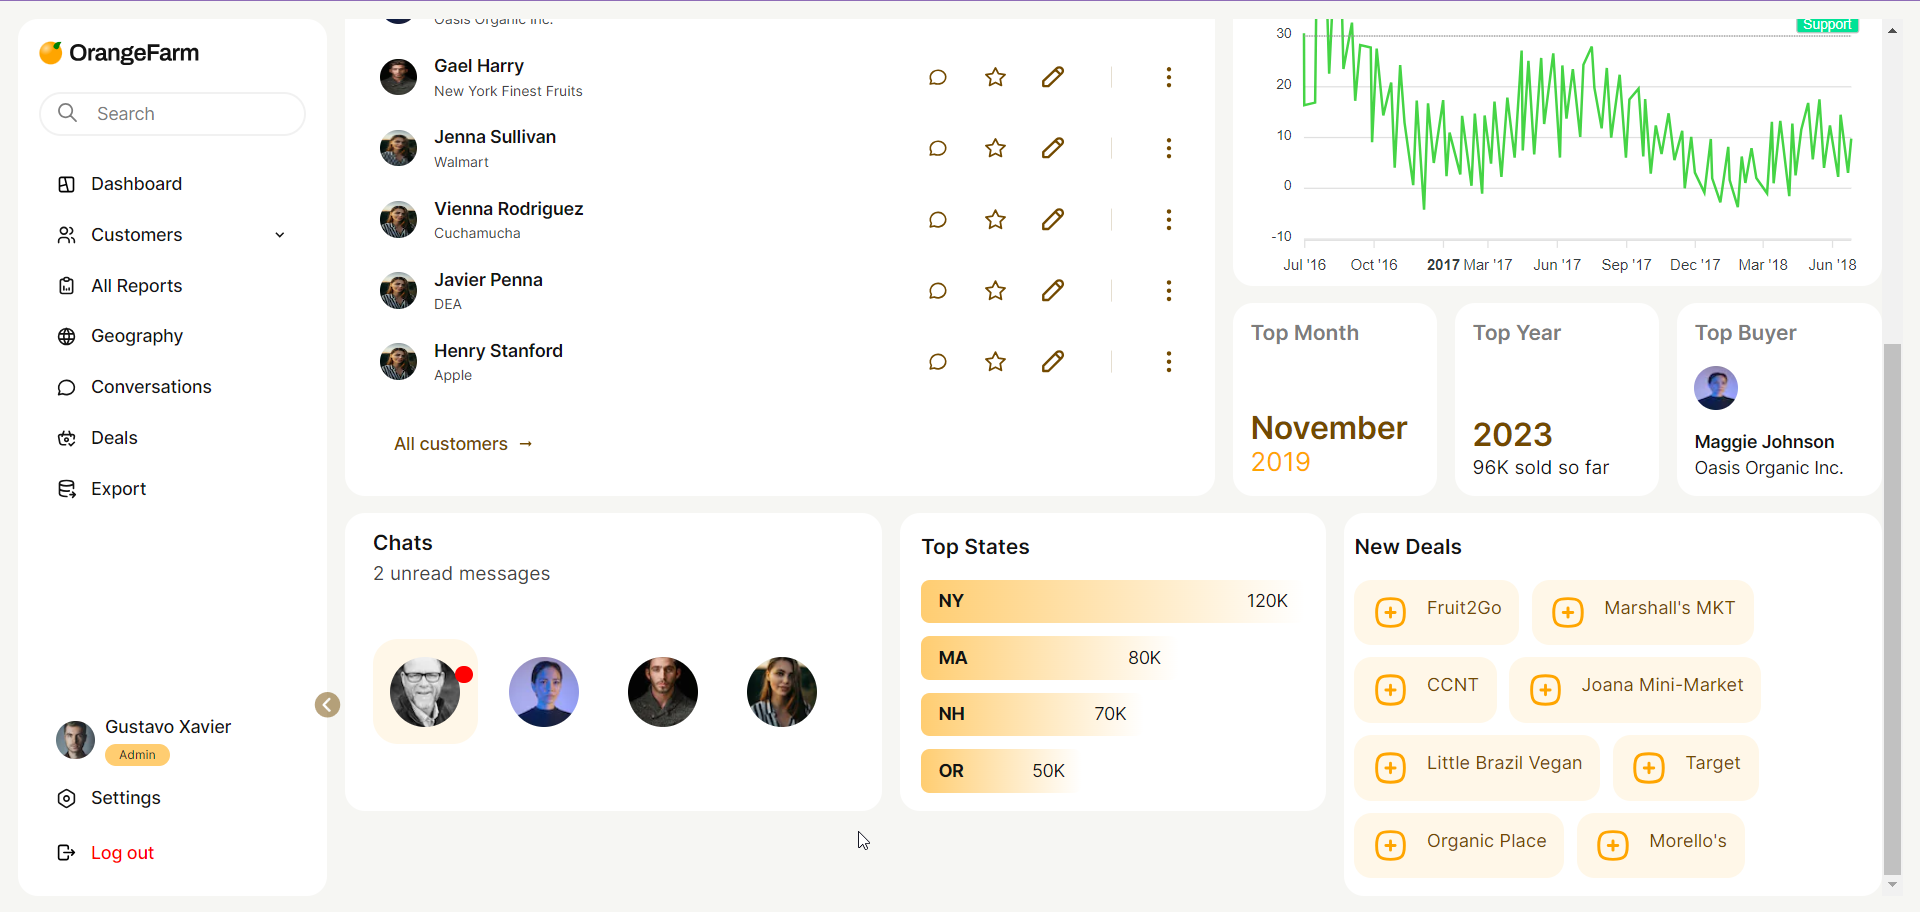 OrangeFarm
Search
Dashboard
Customers
All Reports
Geography
Conversations
Deals
Export
Gustavo Xavier
Admin
Settings
Log out
Oasis Organic Inc.
Gael Harry
New York Finest Fruits
Jenna Sullivan
Walmart
Vienna Rodriguez
Cuchamucha
Javier Penna
DEA
Henry Stanford
Apple
All customers →
Support
30
20
10
0
-10
Jul '16 Oct '16 2017 Mar '17 Jun '17 Sep '17 Dec '17 Mar '18 Jun '18
Top Month
November
2019
Top Year
2023
96K sold so far
Top Buyer
Maggie Johnson
Oasis Organic Inc.
Chats
2 unread messages
Top States
NY 120K
MA 80K
NH 70K
OR 50K
New Deals
Fruit2Go Marshall's MKT
CCNT Joana Mini-Market
Little Brazil Vegan Target
Organic Place Morello's